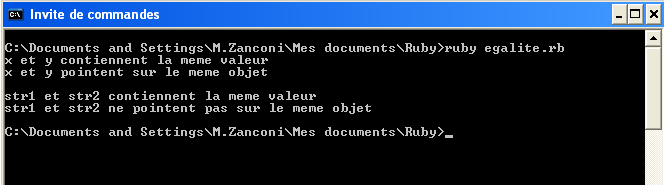 Invite de commandes
C:\Documents and Settings\M.Zanconi\Mes documents\Ruby>ruby egalite.rb
x et y contiennent la meme valeur
x et y pointent sur le meme objet
str1 et str2 contiennent la meme valeur
str1 et str2 ne pointent pas sur le meme objet
C:\Documents and Settings\M.Zanconi\Mes documents\Ruby>_